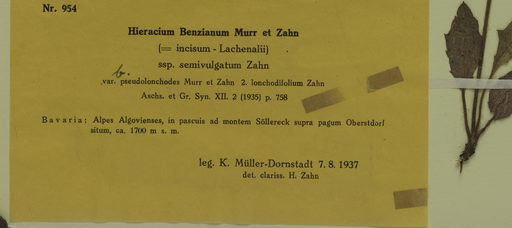 Nr. 954
Hieracium Benzianum Murr et Zahn
(= incisum - Lachenalii)
ssp. semivulgatum Zahn
b.
var. pseudolonchodes Murr et Zahn 2. lonchodifolium Zahn
Aschs. et Gr. Syn. XII. 2 (1935) p. 758
Bavaria: Alpes Algovienses, in pascuis ad montem Söllereck supra pagum Oberstdorf
situm, ca. 1700 m s. m.
leg. K. Müller-Dornstadt 7. 8. 1937
det. clariss. H. Zahn